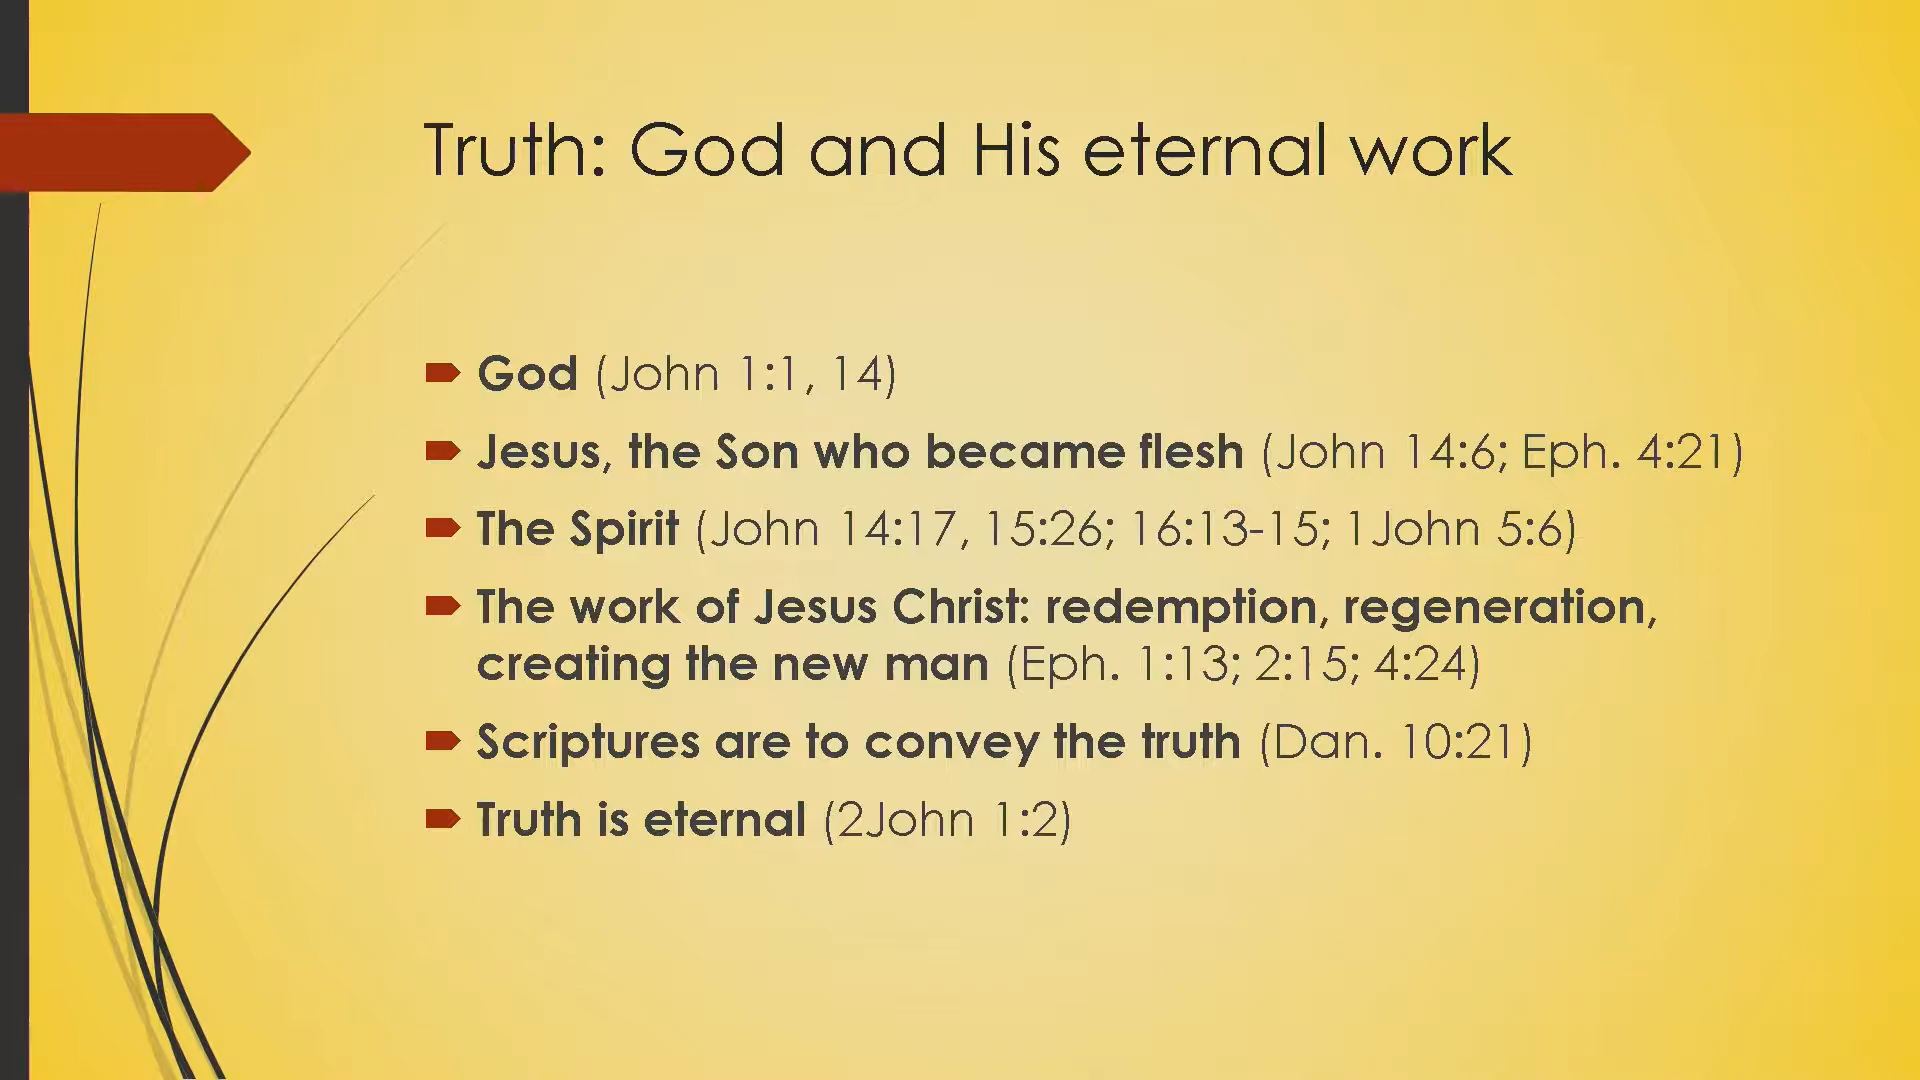 Truth: God and His eternal work
God (John 1:1, 14)
Jesus, the Son who became flesh (John 14:6; Eph. 4:21)
The Spirit (John 14:17, 15:26; 16:13-15; 1John 5:6)
The work of Jesus Christ: redemption, regeneration,
creating the new man (Eph. 1:13; 2:15; 4:24)
Scriptures are to convey the truth (Dan. 10:21)
Truth is eternal (2John 1:2)